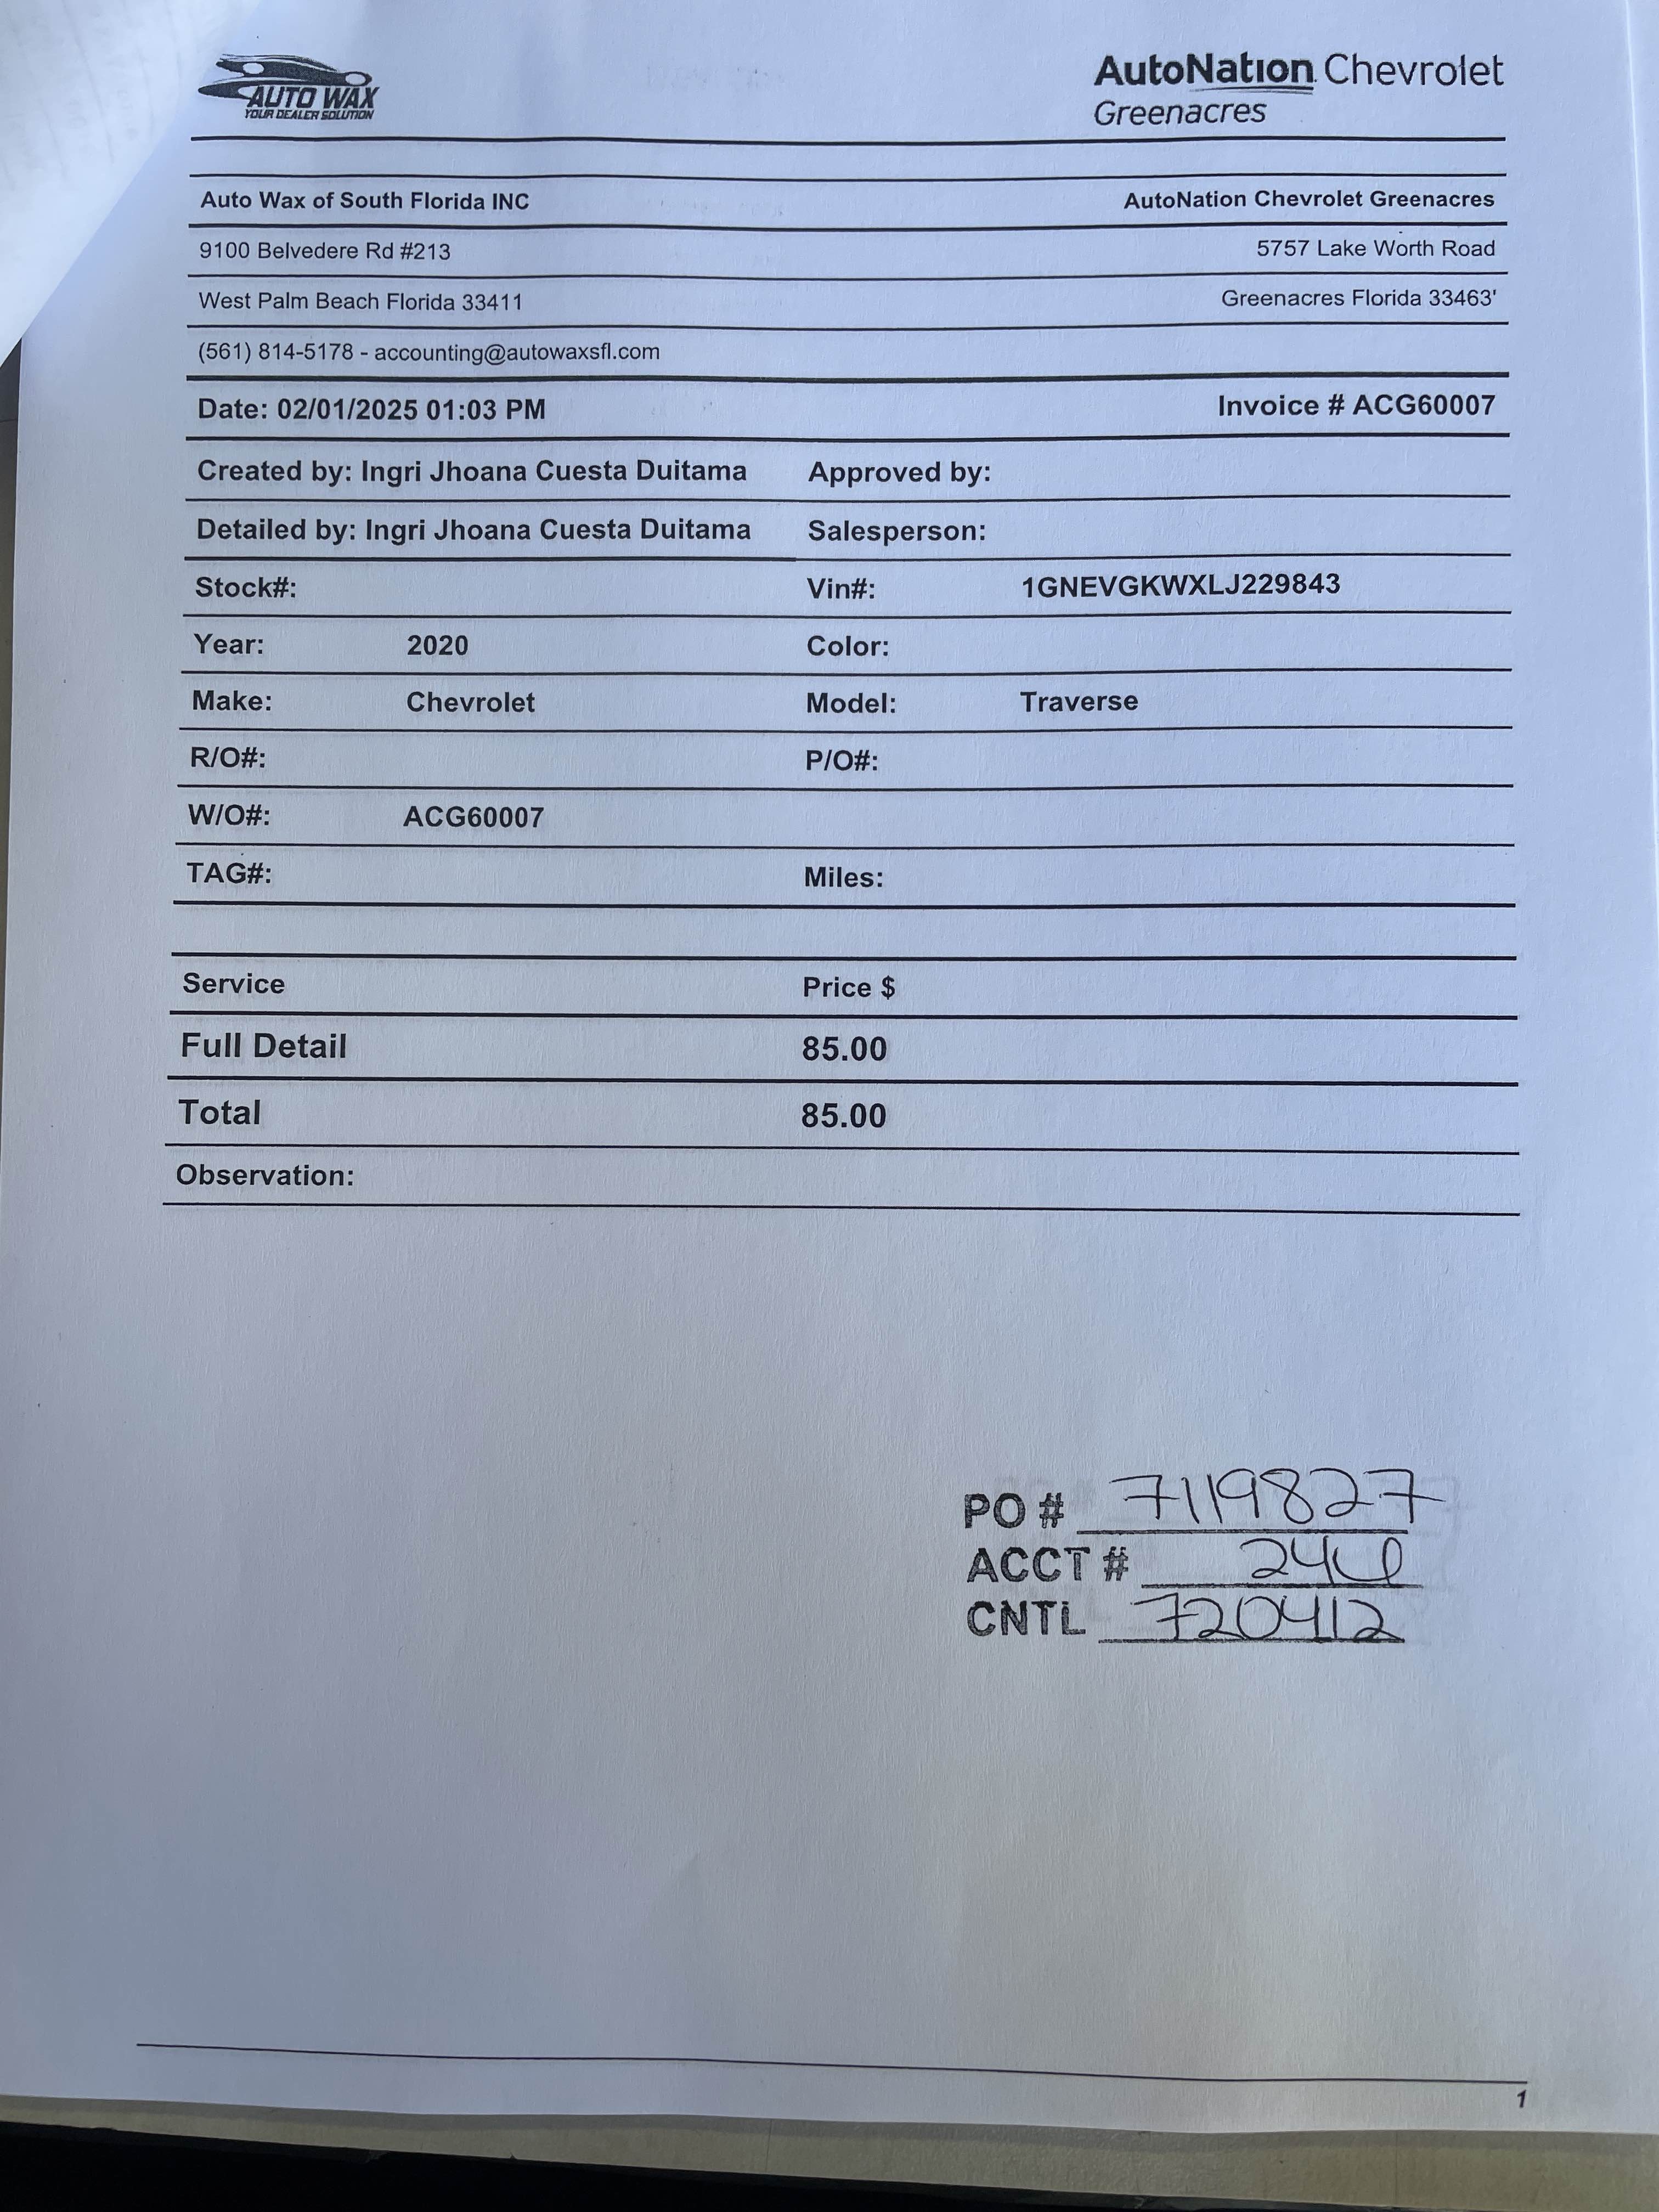 AUTO WAX
YOUR DEALER SOLUTION
AutoNation Chevrolet
Greenacres
Auto Wax of South Florida INC AutoNation Chevrolet Greenacres
9100 Belvedere Rd #213 5757 Lake Worth Road
West Palm Beach Florida 33411 Greenacres Florida 33463'
(561) 814-5178 - accounting@autowaxsfl.com
Date: 02/01/2025 01:03 PM Invoice # ACG60007
Created by: Ingri Jhoana Cuesta Duitama Approved by:
Detailed by: Ingri Jhoana Cuesta Duitama Salesperson:
Stock#: Vin#: 1GNEVGKWXLJ229843
Year: 2020 Color:
Make: Chevrolet Model: Traverse
R/O#: P/O#:
W/O#: ACG60007
TAG#: Miles:
Service Price $
Full Detail 85.00
Total 85.00
Observation:
PO # 7119827
ACCT #
CNTL 720412
1